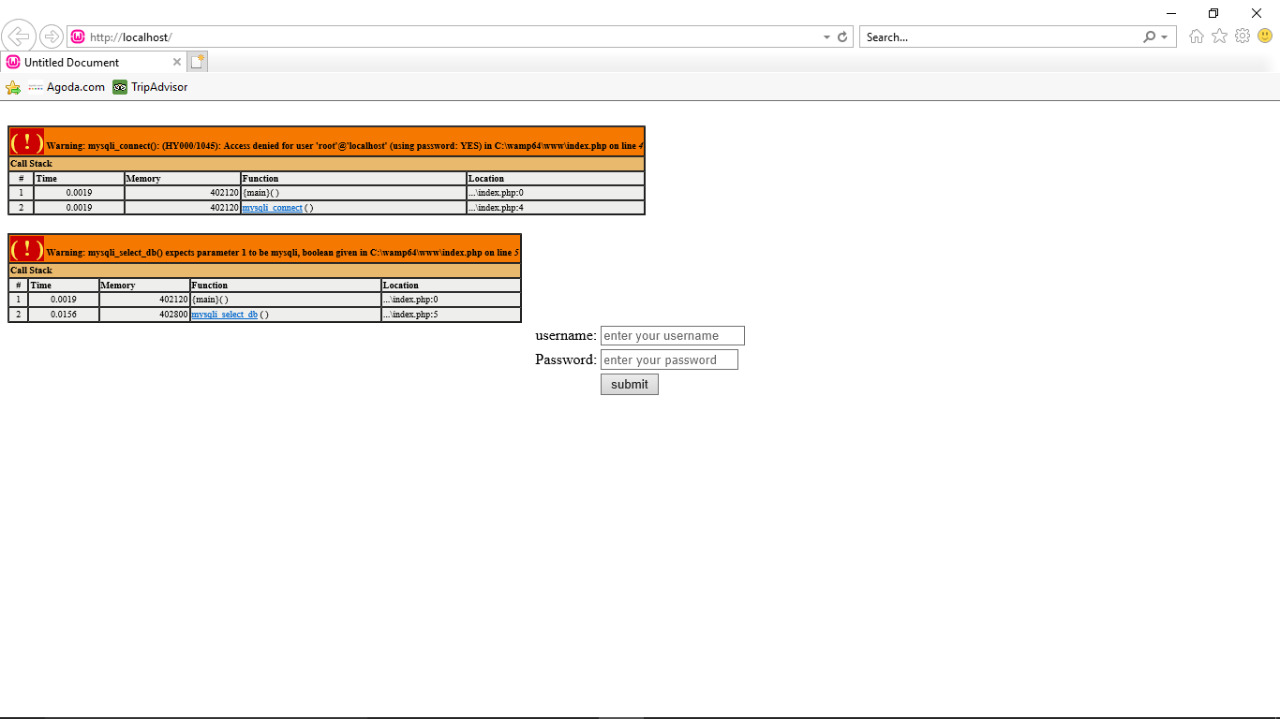 http://localhost/
Search...
Untitled Document
Agoda.com TripAdvisor
( ! ) Warning: mysqli_connect(): (HY000/1045): Access denied for user 'root'@'localhost' (using password: YES) in C:\wamp64\www\index.php on line 4
Call Stack
# Time Memory Function Location
1 0.0019 402120 {main}( ) ...\index.php:0
2 0.0019 402120 mysqli_connect ( ) ...\index.php:4
( ! ) Warning: mysqli_select_db() expects parameter 1 to be mysqli, boolean given in C:\wamp64\www\index.php on line 5
Call Stack
# Time Memory Function Location
1 0.0019 402120 {main}( ) ...\index.php:0
2 0.0156 402800 mysqli_select_db ( ) ...\index.php:5
username: enter your username
Password: enter your password
submit